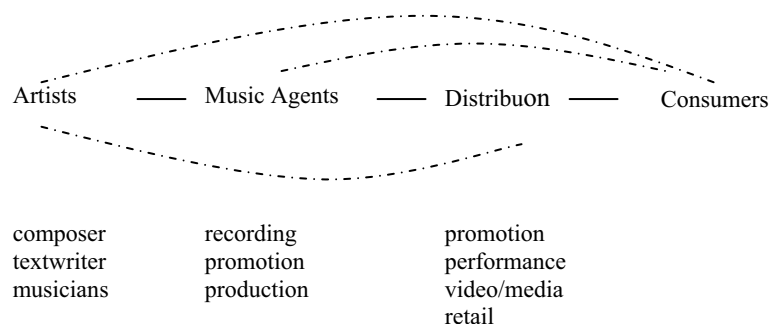 Artists Music Agents Distribuon Consumers
composer recording promotion
textwriter promotion performance
musicians production video/media
retail